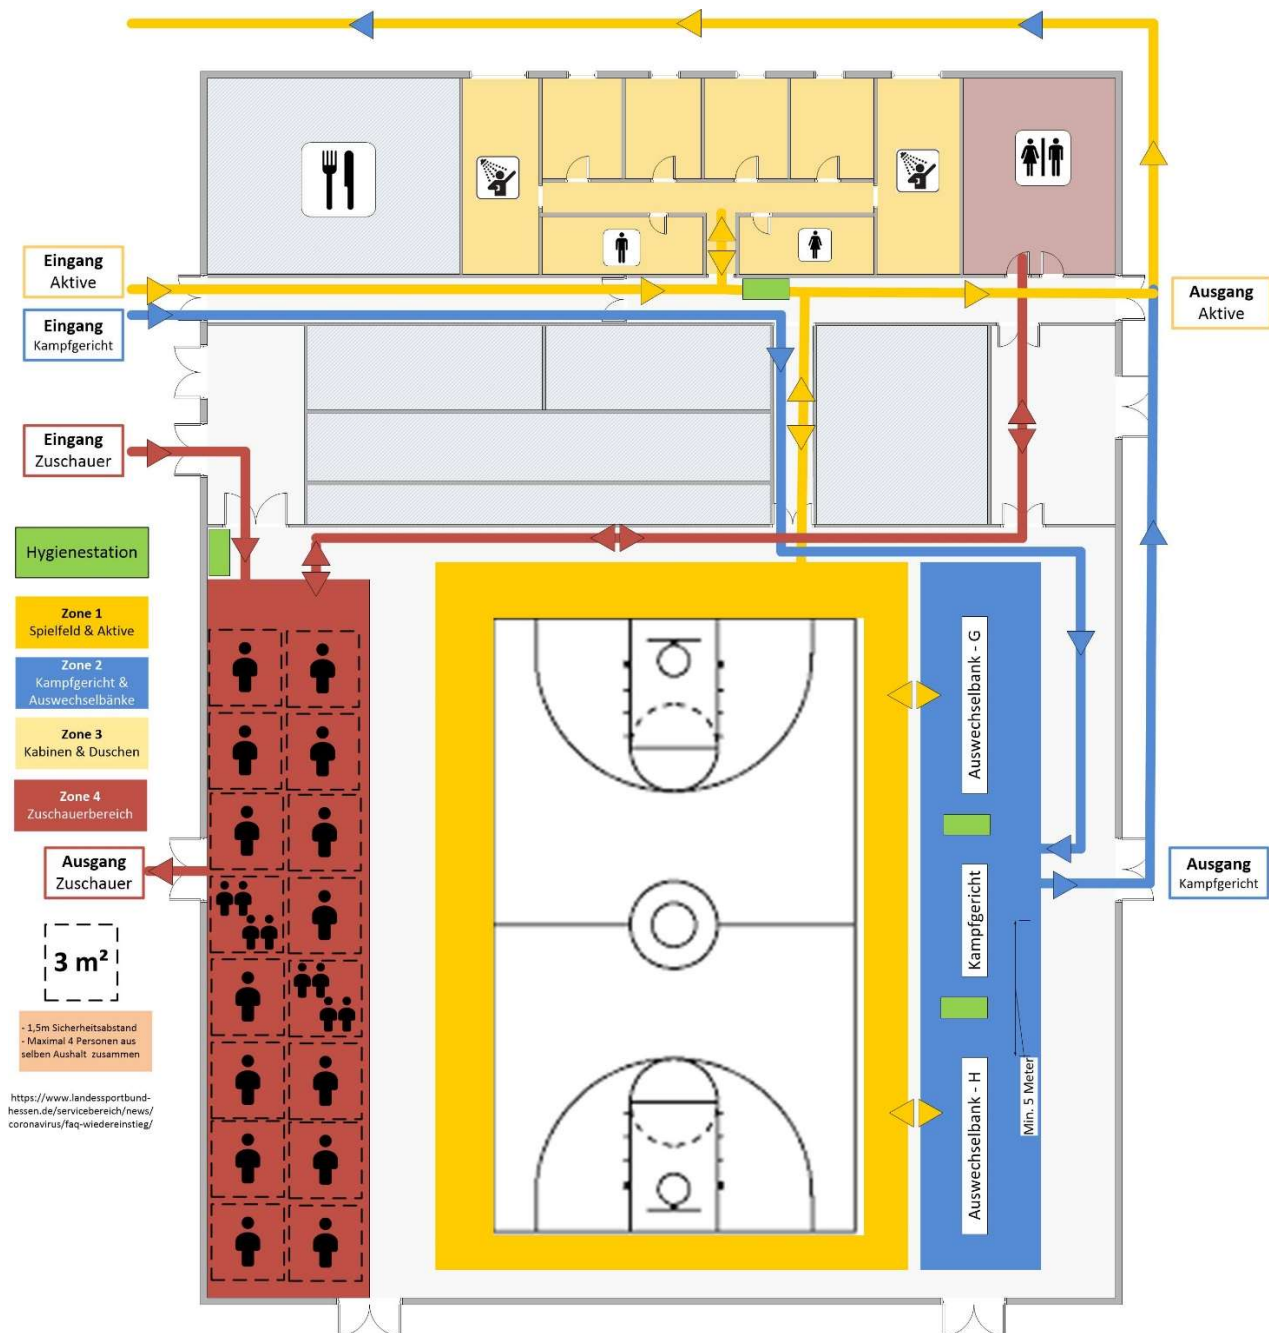 Eingang
Aktive
Eingang
Kampfgericht
Eingang
Zuschauer
Hygienestation
Zone 1
Spielfeld & Aktive
Zone 2
Kampfgericht &
Auswechselbänke
Zone 3
Kabinen & Duschen
Zone 4
Zuschauerbereich
Ausgang
Zuschauer
3 m²
- 1,5m Sicherheitsabstand
- Maximal 4 Personen aus
selben Aushalt zusammen
https://www.landessportbund-
hessen.de/servicebereich/news/
coronavirus/faq-wiedereinstieg/
Auswechselbank - G
Kampfgericht
Auswechselbank - H
Min. 5 Meter
Ausgang
Aktive
Ausgang
Kampfgericht